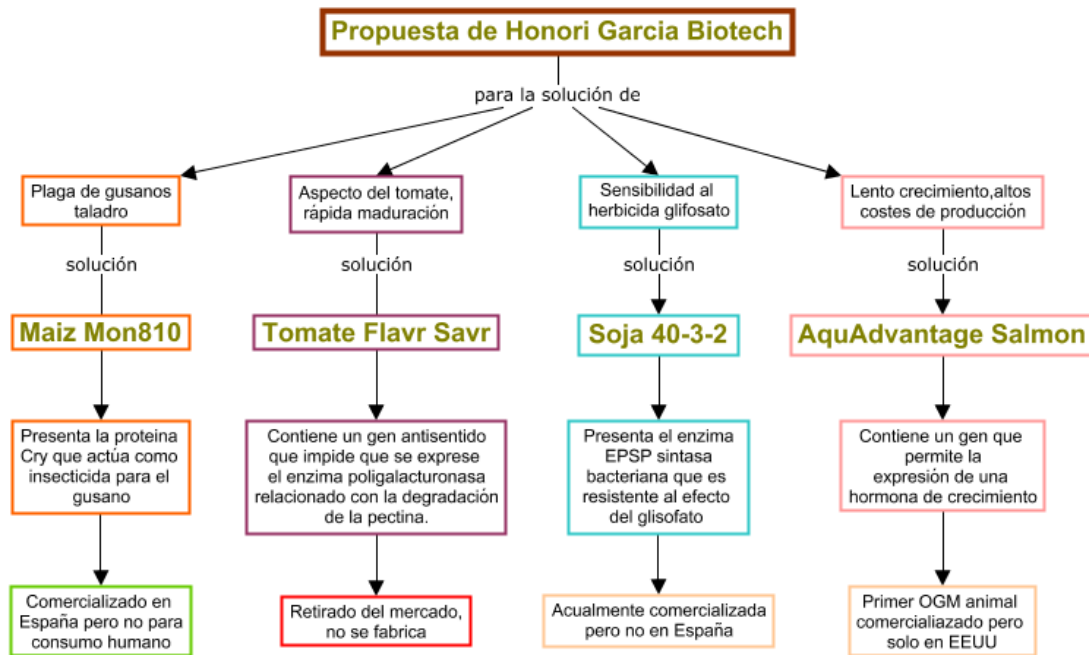 Propuesta de Honori Garcia Biotech
para la solución de
Plaga de gusanos
taladro
Aspecto del tomate,
rápida maduración
Sensibilidad al
herbicida glifosato
Lento crecimiento,altos
costes de producción
solución
solución
solución
solución
Maiz Mon810
Tomate Flavr Savr
Soja 40-3-2
AquAdvantage Salmon
Presenta la proteina
Cry que actúa como
insecticida para el
gusano
Contiene un gen antisentido
que impide que se exprese
el enzima poligalacturonasa
relacionado con la degradación
de la pectina.
Presenta el enzima
EPSP sintasa
bacteriana que es
resistente al efecto
del glisofato
Contiene un gen que
permite la
expresión de una
hormona de crecimiento
Comercializado en
España pero no para
consumo humano
Retirado del mercado,
no se fabrica
Acualmente comercializada
pero no en España
Primer OGM animal
comercialiazado pero
solo en EEUU